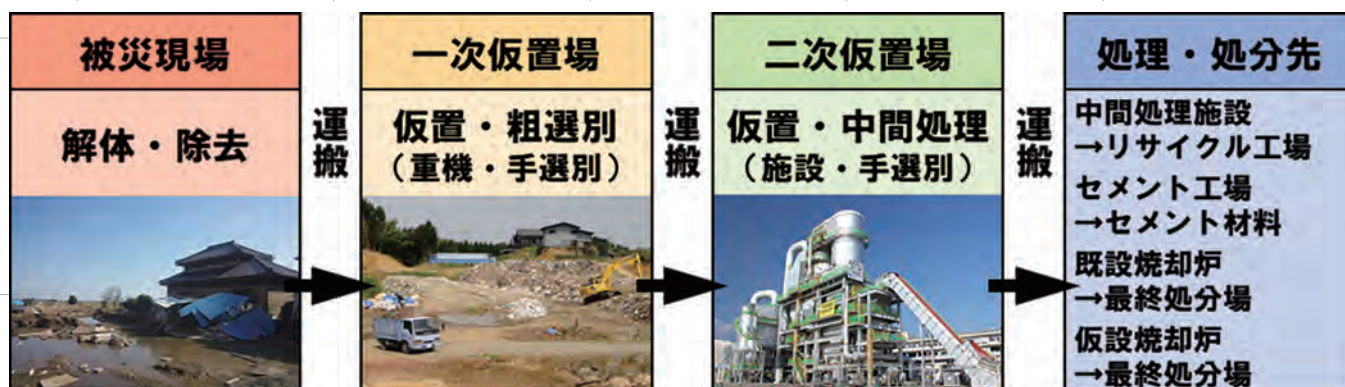 被災現場
解体・除去
運搬
一次仮置場
仮置・粗選別
(重機・手選別)
運搬
二次仮置場
仮置・中間処理
(施設・手選別)
運搬
処理・処分先
中間処理施設
→リサイクル工場
セメント工場
→セメント材料
既設焼却炉
→最終処分場
仮設焼却炉
→最終処分場